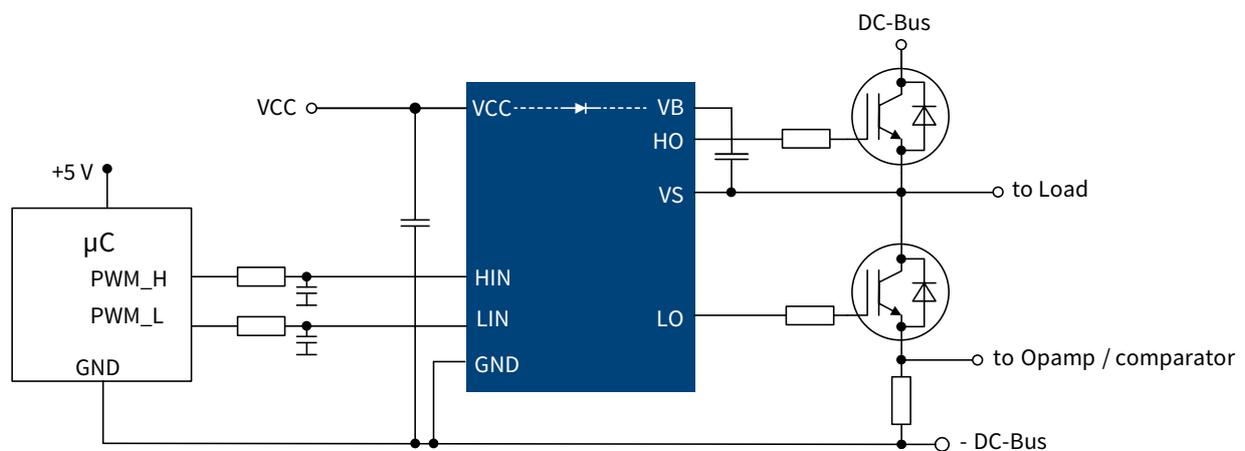 DC-Bus
VCC
VCC
VB
HO
+5 V
VS
to Load
µC
PWM_H
HIN
PWM_L
LIN
LO
GND
GND
to Opamp / comparator
- DC-Bus